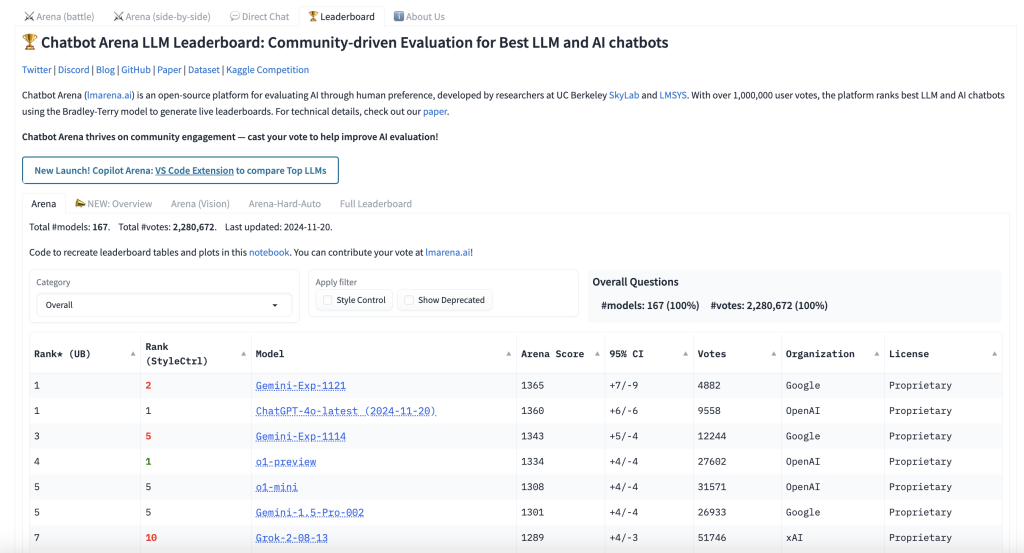 ⚔️ Arena (battle) ⚔️ Arena (side-by-side) 💬 Direct Chat 🏆 Leaderboard ℹ️ About Us
🏆 Chatbot Arena LLM Leaderboard: Community-driven Evaluation for Best LLM and AI chatbots
Twitter | Discord | Blog | GitHub | Paper | Dataset | Kaggle Competition
Chatbot Arena (lmarena.ai) is an open-source platform for evaluating AI through human preference, developed by researchers at UC Berkeley SkyLab and LMSYS. With over 1,000,000 user votes, the platform ranks best LLM and AI chatbots
using the Bradley-Terry model to generate live leaderboards. For technical details, check out our paper.
Chatbot Arena thrives on community engagement — cast your vote to help improve AI evaluation!
New Launch! Copilot Arena: VS Code Extension to compare Top LLMs
Arena 📣 NEW: Overview Arena (Vision) Arena-Hard-Auto Full Leaderboard
Total #models: 167. Total #votes: 2,280,672. Last updated: 2024-11-20.
Code to recreate leaderboard tables and plots in this notebook. You can contribute your vote at lmarena.ai!
Category
Overall
Apply filter
Style Control Show Deprecated
Overall Questions
#models: 167 (100%) #votes: 2,280,672 (100%)
Rank* (UB) Rank (StyleCtrl) Model Arena Score 95% CI Votes Organization License
1 2 Gemini-Exp-1121 1365 +7/-9 4882 Google Proprietary
1 1 ChatGPT-4o-latest (2024-11-20) 1360 +6/-6 9558 OpenAI Proprietary
3 5 Gemini-Exp-1114 1343 +5/-4 12244 Google Proprietary
4 1 o1-preview 1334 +4/-4 27602 OpenAI Proprietary
5 5 o1-mini 1308 +4/-4 31571 OpenAI Proprietary
5 5 Gemini-1.5-Pro-002 1301 +4/-4 26933 Google Proprietary
7 10 Grok-2-08-13 1289 +4/-3 51746 xAI Proprietary